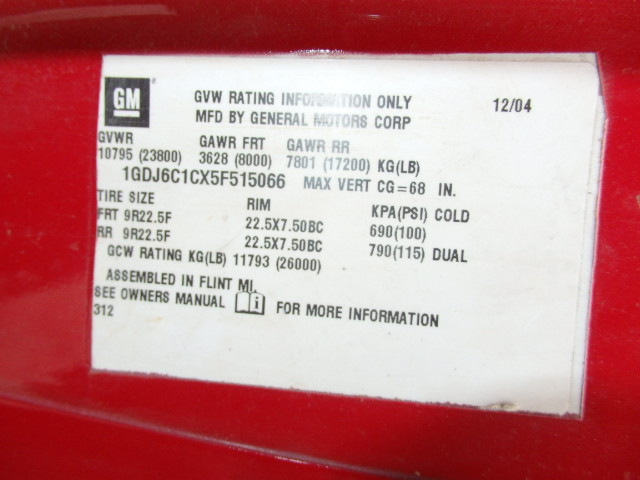 GM
GVW RATING INFORMATION ONLY 12/04
MFD BY GENERAL MOTORS CORP
GVWR GAWR FRT GAWR RR
10795 (23800) 3628 (8000) 7801 (17200) KG(LB)
1GDJ6C1CX5F515066 MAX VERT CG=68 IN.
TIRE SIZE RIM KPA(PSI) COLD
FRT 9R22.5F 22.5X7.50BC 690(100)
RR 9R22.5F 22.5X7.50BC 790(115) DUAL
GCW RATING KG(LB) 11793 (26000)
ASSEMBLED IN FLINT MI.
SEE OWNERS MANUAL i FOR MORE INFORMATION
312